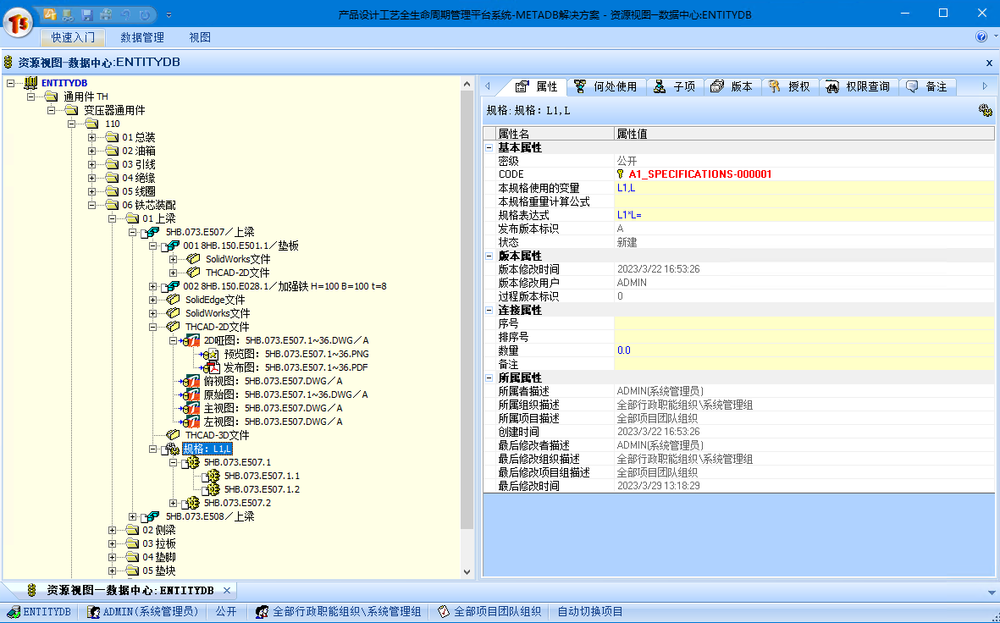 产品设计工艺全生命周期管理平台系统-METADB解决方案 - 资源视图--数据中心:ENTITYDB
快速入门 数据管理 视图
资源视图--数据中心:ENTITYDB
ENTITYDB
通用件 TH
变压器通用件
110
01 总装
02 油箱
03 引线
04 绝缘
05 线圈
06 铁芯装配
01 上梁
5HB.073.E507／上梁
001 8HB.150.E501.1／垫板
SolidWorks文件
THCAD-2D文件
002 8HB.150.E028.1／加强铁 H=100 B=100 t=8
SolidEdge文件
SolidWorks文件
THCAD-2D文件
2D哑图：5HB.073.E507.1~36.DWG／A
预览图：5HB.073.E507.1~36.PNG
发布图：5HB.073.E507.1~36.PDF
俯视图：5HB.073.E507.DWG／A
原始图：5HB.073.E507.1~36.DWG／A
主视图：5HB.073.E507.DWG／A
左视图：5HB.073.E507.DWG／A
THCAD-3D文件
规格：L1,L
5HB.073.E507.1
5HB.073.E507.1.1
5HB.073.E507.1.2
5HB.073.E507.2
5HB.073.E508／上梁
02 侧梁
03 拉板
04 垫脚
05 垫块
属性 何处使用 子项 版本 授权 权限查询 备注
规格: 规格：L1,L
属性名 属性值
基本属性
密级 公开
CODE A1_SPECIFICATIONS-000001
本规格使用的变量 L1,L
本规格重量计算公式
规格表达式 L1*L=
发布版本标识 A
状态 新建
版本属性
版本修改时间 2023/3/22 16:53:26
版本修改用户 ADMIN
过程版本标识 0
连接属性
序号
排序号
数量 0.0
备注
所属属性
所属者描述 ADMIN(系统管理员)
所属组织描述 全部行政职能组织\系统管理组
所属项目描述 全部项目团队组织
创建时间 2023/3/22 16:53:26
最后修改者描述 ADMIN(系统管理员)
最后修改组织描述 全部行政职能组织\系统管理组
最后修改项目组描述 全部项目团队组织
最后修改时间 2023/3/29 13:18:29
资源视图—数据中心:ENTITYDB
ENTITYDB ADMIN(系统管理员) 公开 全部行政职能组织\系统管理组 全部项目团队组织 自动切换项目